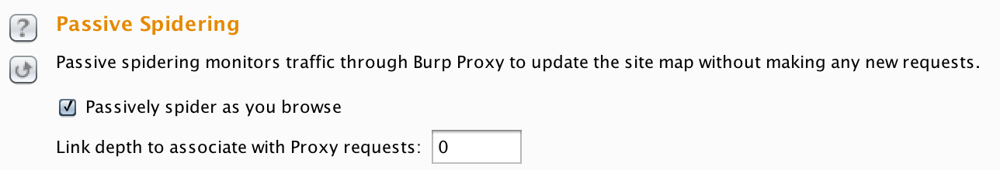 Passive Spidering
Passive spidering monitors traffic through Burp Proxy to update the site map without making any new requests.
Passively spider as you browse
Link depth to associate with Proxy requests: 0